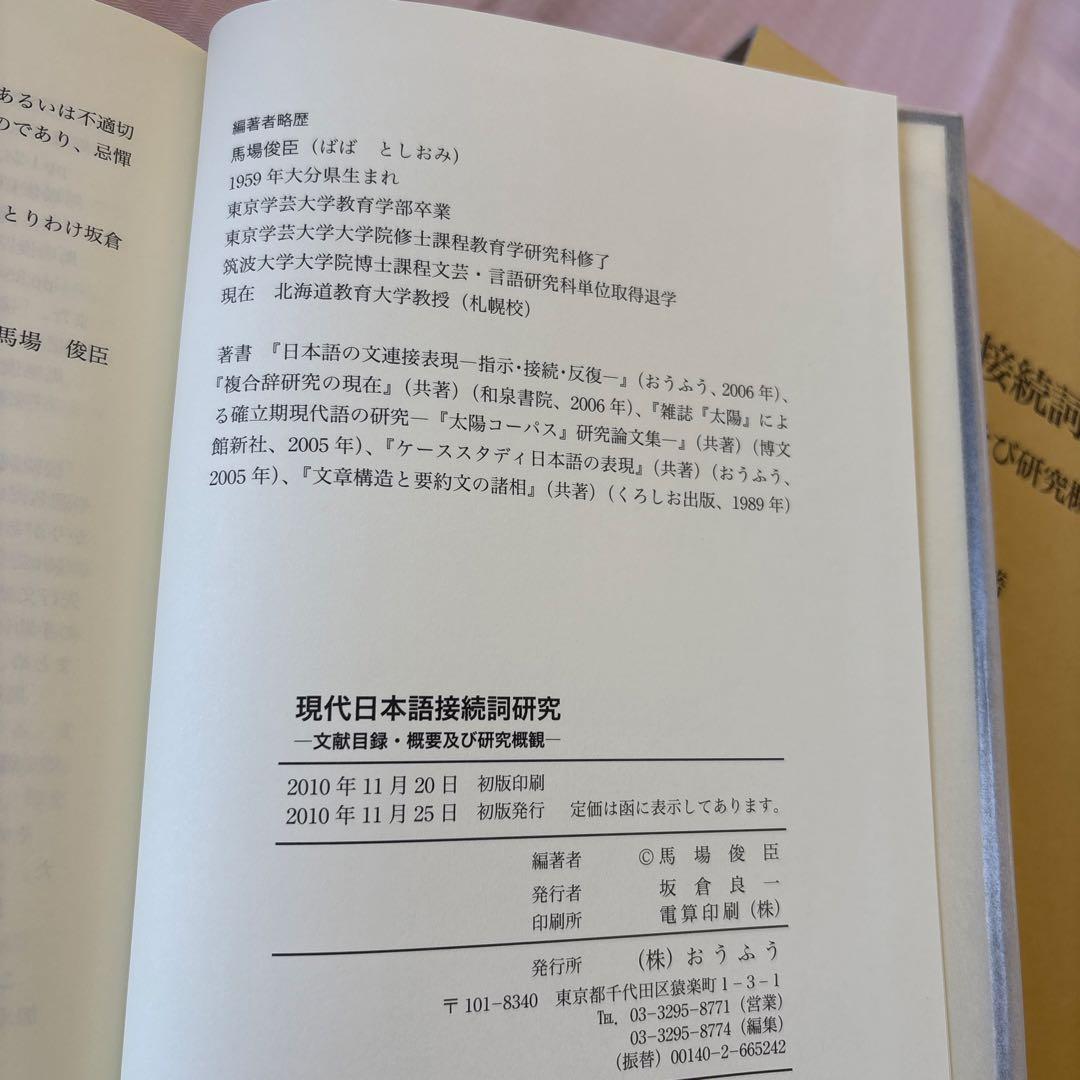 あるいは不適切
のであり、忌憚
とりわけ坂倉
馬場 俊臣
編著者略歴
馬場俊臣（ばば としおみ）
1959年大分県生まれ
東京学芸大学教育学部卒業
東京学芸大学大学院修士課程教育学研究科修了
筑波大学大学院博士課程文芸・言語研究科単位取得退学
現在 北海道教育大学教授（札幌校）
著書 『日本語の文連接表現―指示・接続・反復―』（おうふう、2006年）、
『複合辞研究の現在』（共著）（和泉書院、2006年）、『雑誌『太陽』によ
る確立期現代語の研究―『太陽コーパス』研究論文集―』（共著）（博文
館新社、2005年）、『ケーススタディ日本語の表現』（共著）（おうふう、
2005年）、『文章構造と要約文の諸相』（共著）（くろしお出版、1989年）
現代日本語接続詞研究
―文献目録・概要及び研究概観―
2010年11月20日 初版印刷
2010年11月25日 初版発行 定価は函に表示してあります。
編著者 ©馬場俊臣
発行者 坂倉良一
印刷所 電算印刷（株）
発行所 （株）おうふう
〒101-8340 東京都千代田区猿楽町1-3-1
TEL. 03-3295-8771（営業）
03-3295-8774（編集）
（振替）00140-2-665242
接続詞
び研究概
著